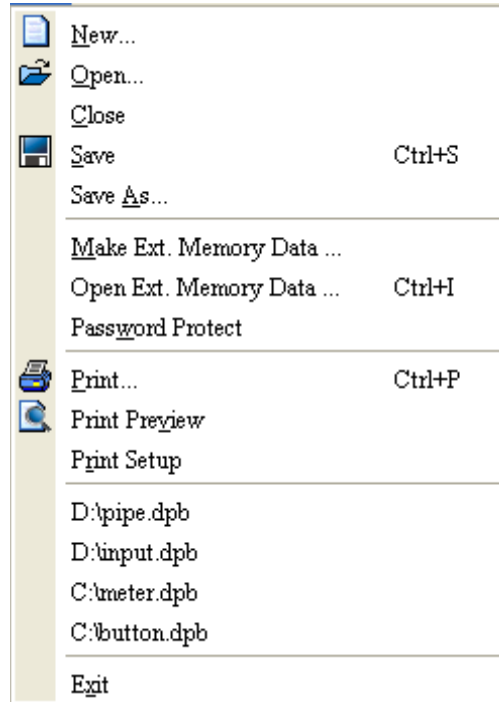 New...
Open...
Close
Save Ctrl+S
Save As...
Make Ext. Memory Data ...
Open Ext. Memory Data ... Ctrl+I
Password Protect
Print... Ctrl+P
Print Preview
Print Setup
D:\pipe.dpb
D:\input.dpb
C:\meter.dpb
C:\button.dpb
Exit